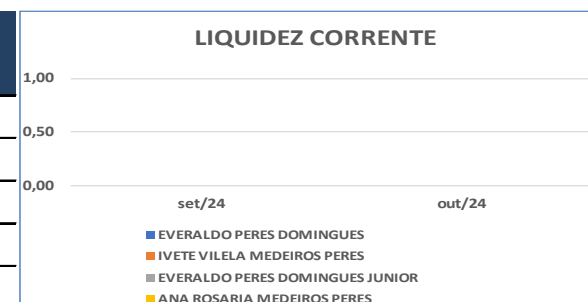 LIQUIDEZ CORRENTE
1,00
0,50
0,00
set/24 out/24
EVERALDO PERES DOMINGUES
IVETE VILELA MEDEIROS PERES
EVERALDO PERES DOMINGUES JUNIOR
ANA ROSARIA MEDEIROS PERES